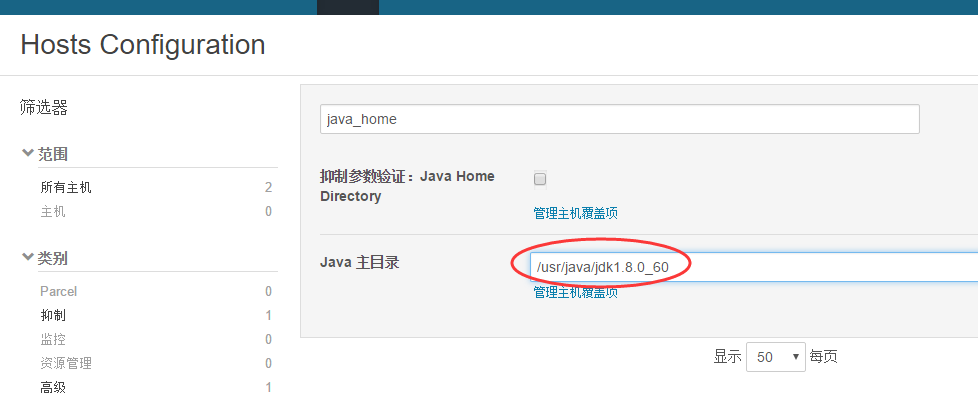 Hosts Configuration
筛选器
范围
所有主机 2
主机 0
类别
Parcel 0
抑制 1
监控 0
资源管理 0
高级 1
java_home
抑制参数验证：Java Home
Directory
管理主机覆盖项
Java 主目录
/usr/java/jdk1.8.0_60
管理主机覆盖项
显示 50 每页